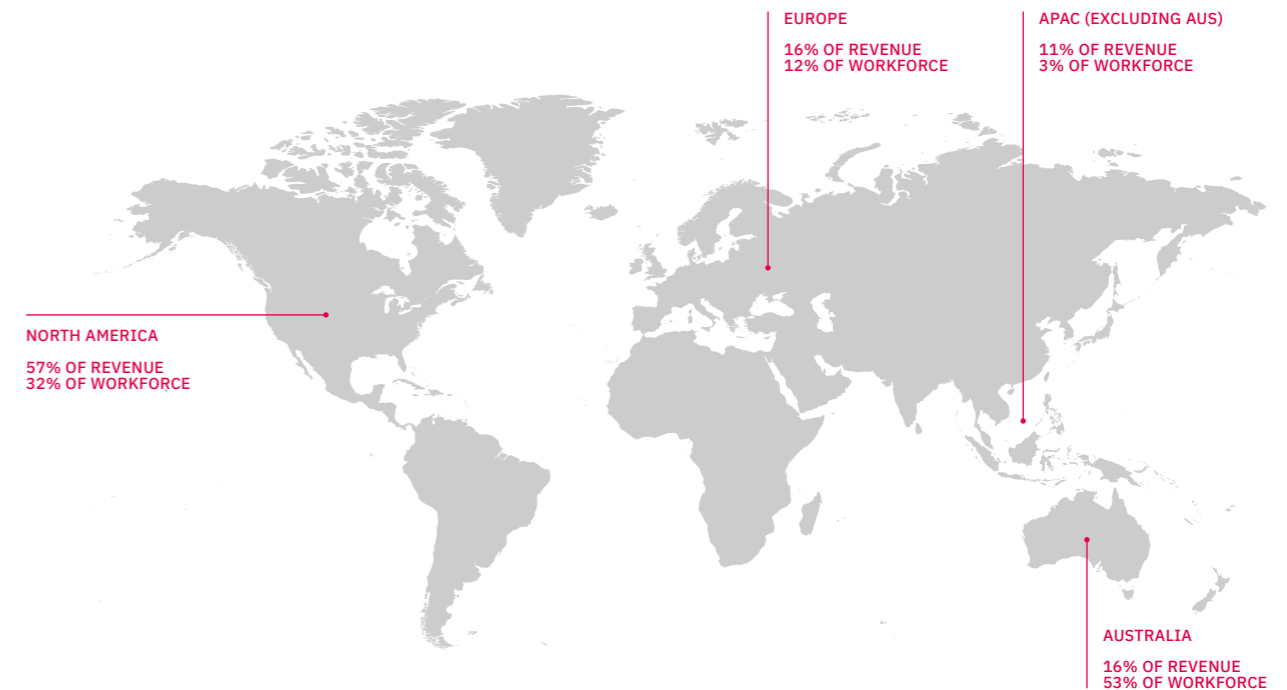 EUROPE
16% OF REVENUE
12% OF WORKFORCE
APAC (EXCLUDING AUS)
11% OF REVENUE
3% OF WORKFORCE
NORTH AMERICA
57% OF REVENUE
32% OF WORKFORCE
AUSTRALIA
16% OF REVENUE
53% OF WORKFORCE